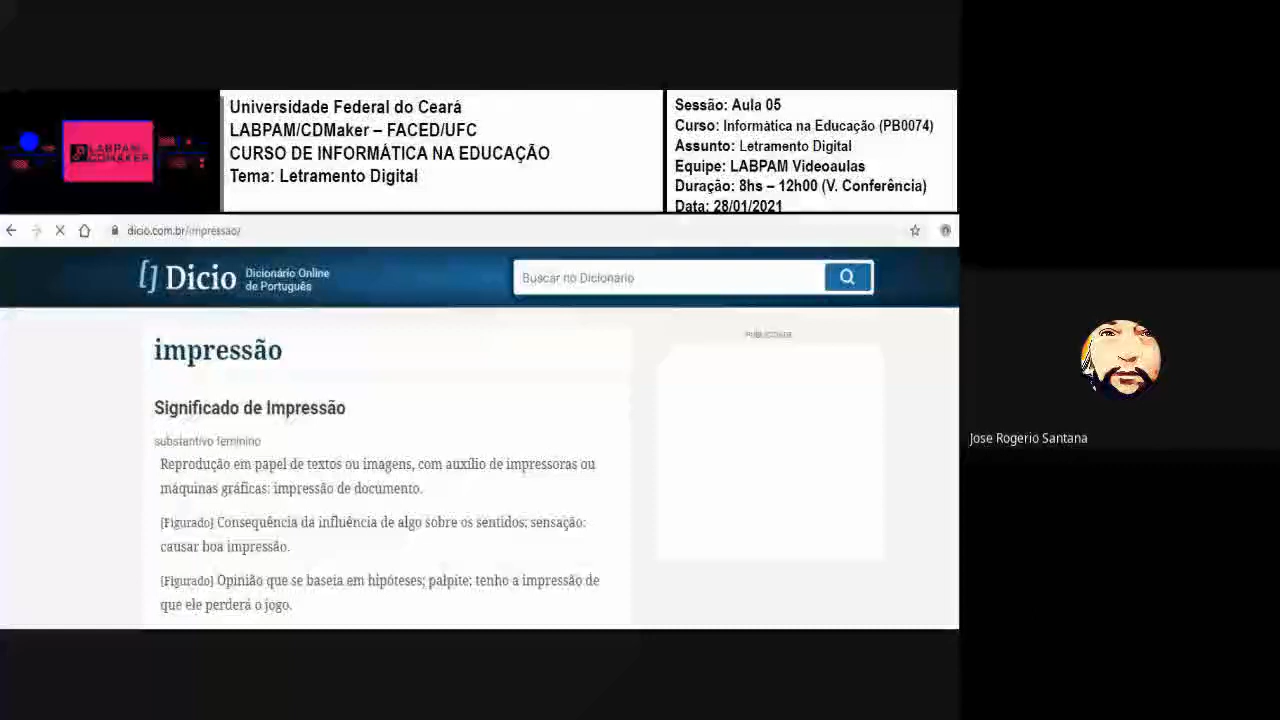 LABPAM
CDMAKER
Universidade Federal do Ceará
LABPAM/CDMaker – FACED/UFC
CURSO DE INFORMÁTICA NA EDUCAÇÃO
Tema: Letramento Digital
Sessão: Aula 05
Curso: Informàtica na Educação (PB0074)
Assunto: Letramento Digital
Equipe: LABPAM Videoaulas
Duração: 8hs – 12h00 (V. Conferência)
Data: 28/01/2021
dicio.com.br/impressao/
Dicio
Dicionário Online
de Português
Buscar no Dicionário
impressão
PUBLICIDADE
Significado de Impressão
substantivo feminino
Reprodução em papel de textos ou imagens, com auxílio de impressoras ou
máquinas gráficas: impressão de documento.
[Figurado] Consequência da influência de algo sobre os sentidos; sensação:
causar boa impressão.
[Figurado] Opinião que se baseia em hipóteses; palpite: tenho a impressão de
que ele perderá o jogo.
Jose Rogerio Santana